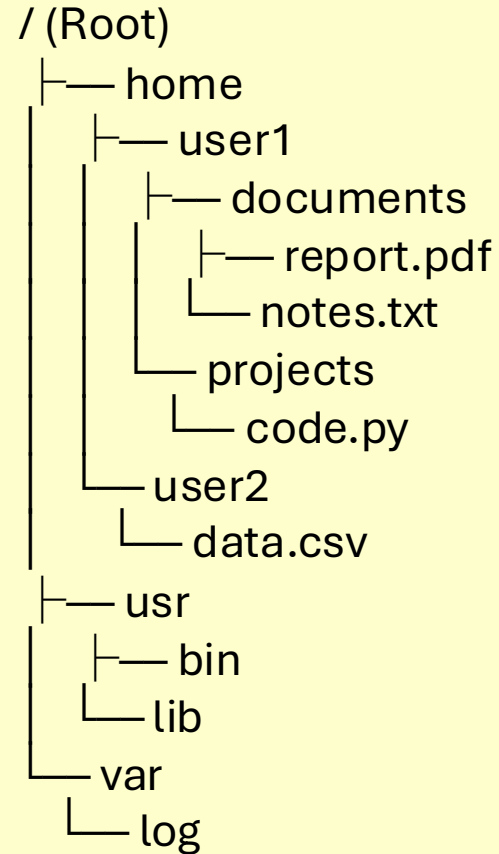 / (Root)
├── home
│   ├── user1
│   │   ├── documents
│   │   │   ├── report.pdf
│   │   │   └── notes.txt
│   │   └── projects
│   │       └── code.py
│   └── user2
│       └── data.csv
├── usr
│   ├── bin
│   └── lib
└── var
    └── log